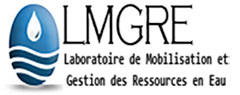 LMGRE
Laboratoire de Mobilisation et
Gestion des Ressources en Eau